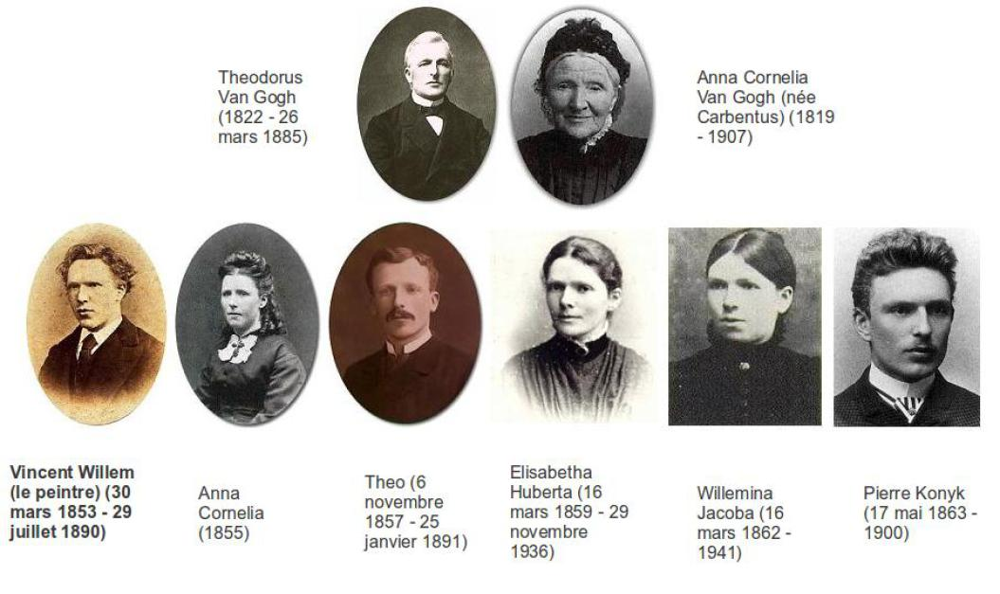 Theodorus
Van Gogh
(1822 - 26
mars 1885)
Anna Cornelia
Van Gogh (née
Carbentus) (1819
- 1907)
Vincent Willem
(le peintre) (30
mars 1853 - 29
juillet 1890)
Anna
Cornelia
(1855)
Theo (6
novembre
1857 - 25
janvier 1891)
Elisabetha
Huberta (16
mars 1859 - 29
novembre
1936)
Willemina
Jacoba (16
mars 1862 -
1941)
Pierre Konyk
(17 mai 1863 -
1900)